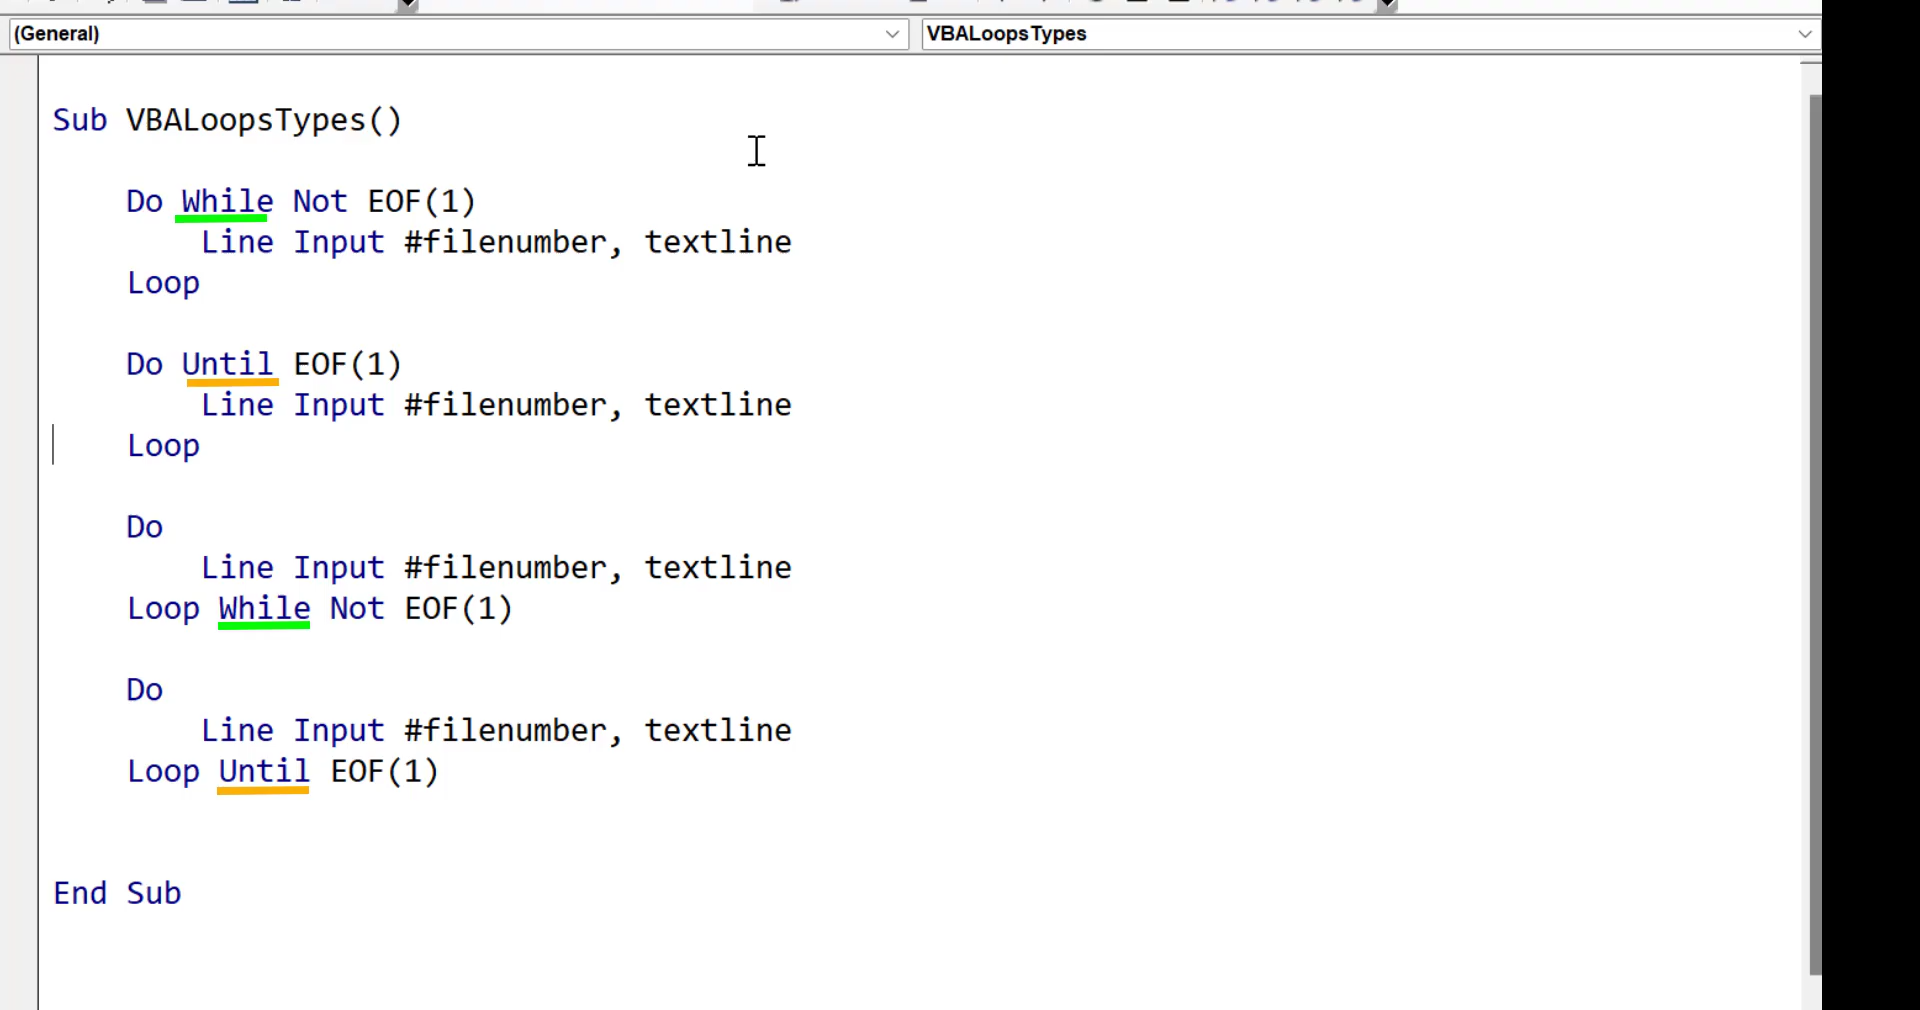 (General) VBALoopsTypes
Sub VBALoopsTypes()
Do While Not EOF(1)
Line Input #filenumber, textline
Loop
Do Until EOF(1)
Line Input #filenumber, textline
Loop
Do
Line Input #filenumber, textline
Loop While Not EOF(1)
Do
Line Input #filenumber, textline
Loop Until EOF(1)
End Sub